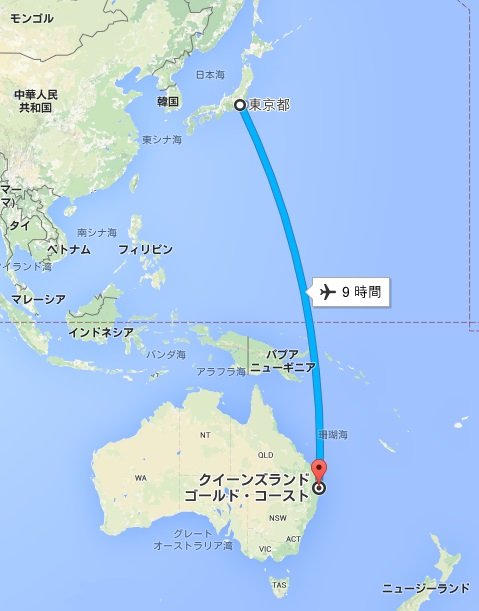 モンゴル
日本海
中華人民
共和国
韓国
東京都
東シナ海
マー
マ)
タイ
南シナ海
ベトナム
フィリピン
イランド湾
9 時間
マレーシア
インドネシア
バンダ海
パプア
ニューギニア
アラフラ海
珊瑚海
NT
QLD
WA
クイーンズランド
ゴールド・コースト
NSW
グレート
オーストラリア湾
ACT
VIC
TAS
ニュージーランド